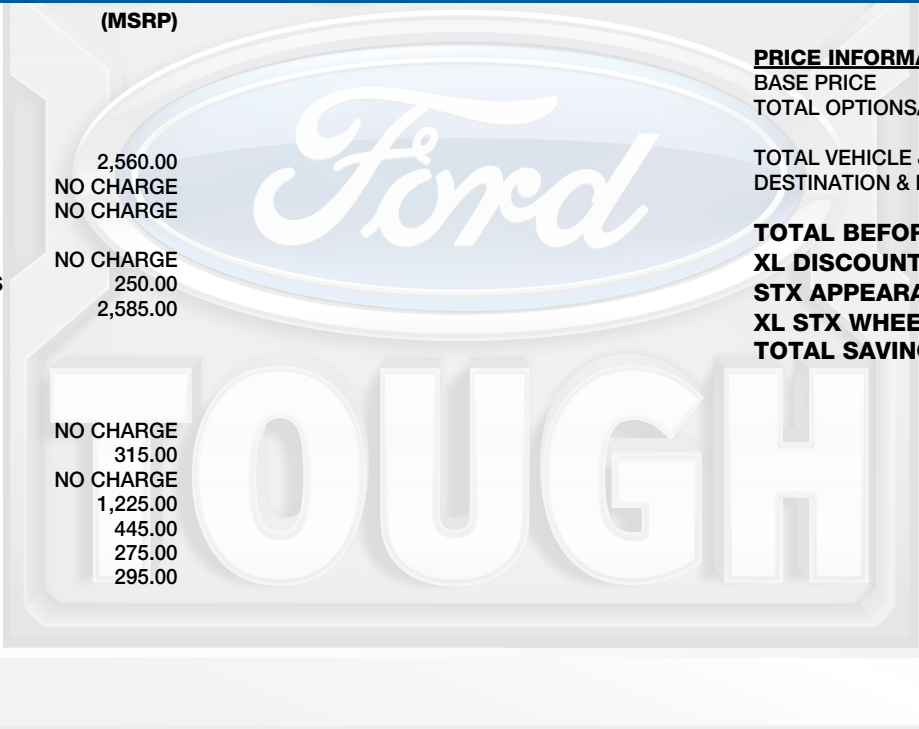 (MSRP)
2,560.00
NO CHARGE
NO CHARGE
NO CHARGE
S 250.00
2,585.00
NO CHARGE
315.00
NO CHARGE
1,225.00
445.00
275.00
295.00
PRICE INFORMA
BASE PRICE
TOTAL OPTIONS
TOTAL VEHICLE &
DESTINATION &
TOTAL BEFOR
XL DISCOUNT
STX APPEARA
XL STX WHEE
TOTAL SAVING
Ford
TOUGH